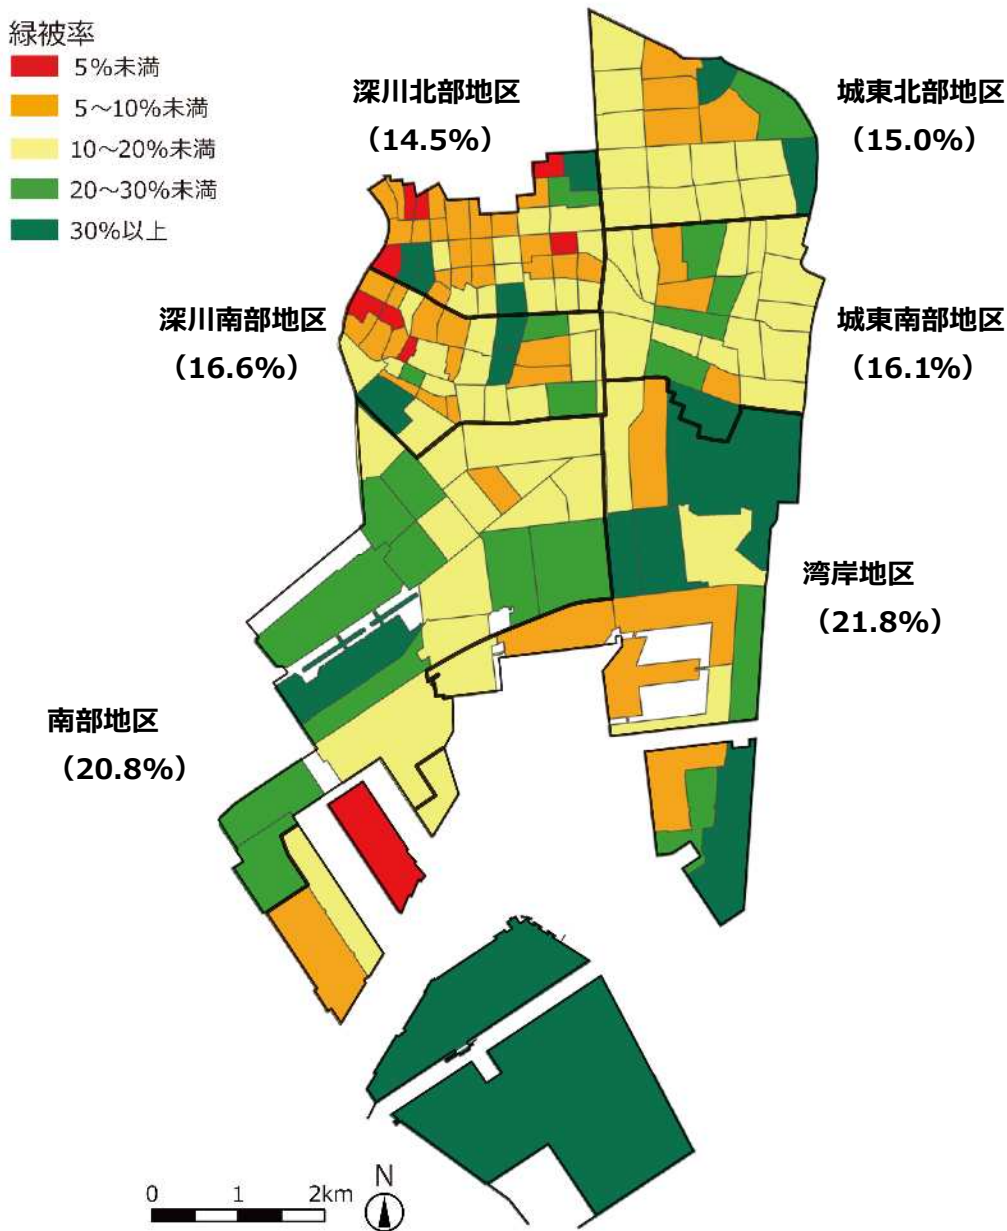 緑被率
5%未満
5～10%未満
10～20%未満
20～30%未満
30%以上
深川北部地区
（14.5%）
城東北部地区
（15.0%）
深川南部地区
（16.6%）
城東南部地区
（16.1%）
湾岸地区
（21.8%）
南部地区
（20.8%）
0 1 2km
N